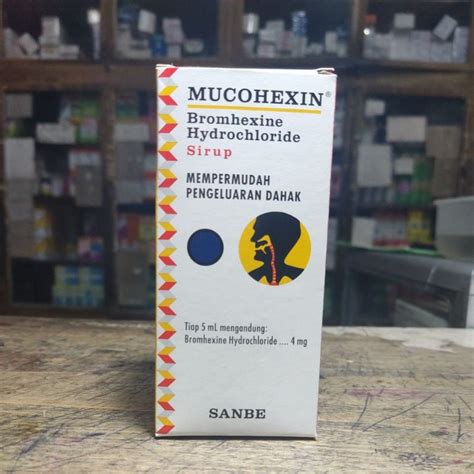 MUCOHEXIN®
Bromhexine
Hydrochloride
Sirup
MEMPERMUDAH
PENGELUARAN DAHAK
Tiap 5 mL mengandung:
Bromhexine Hydrochloride .... 4 mg
SANBE